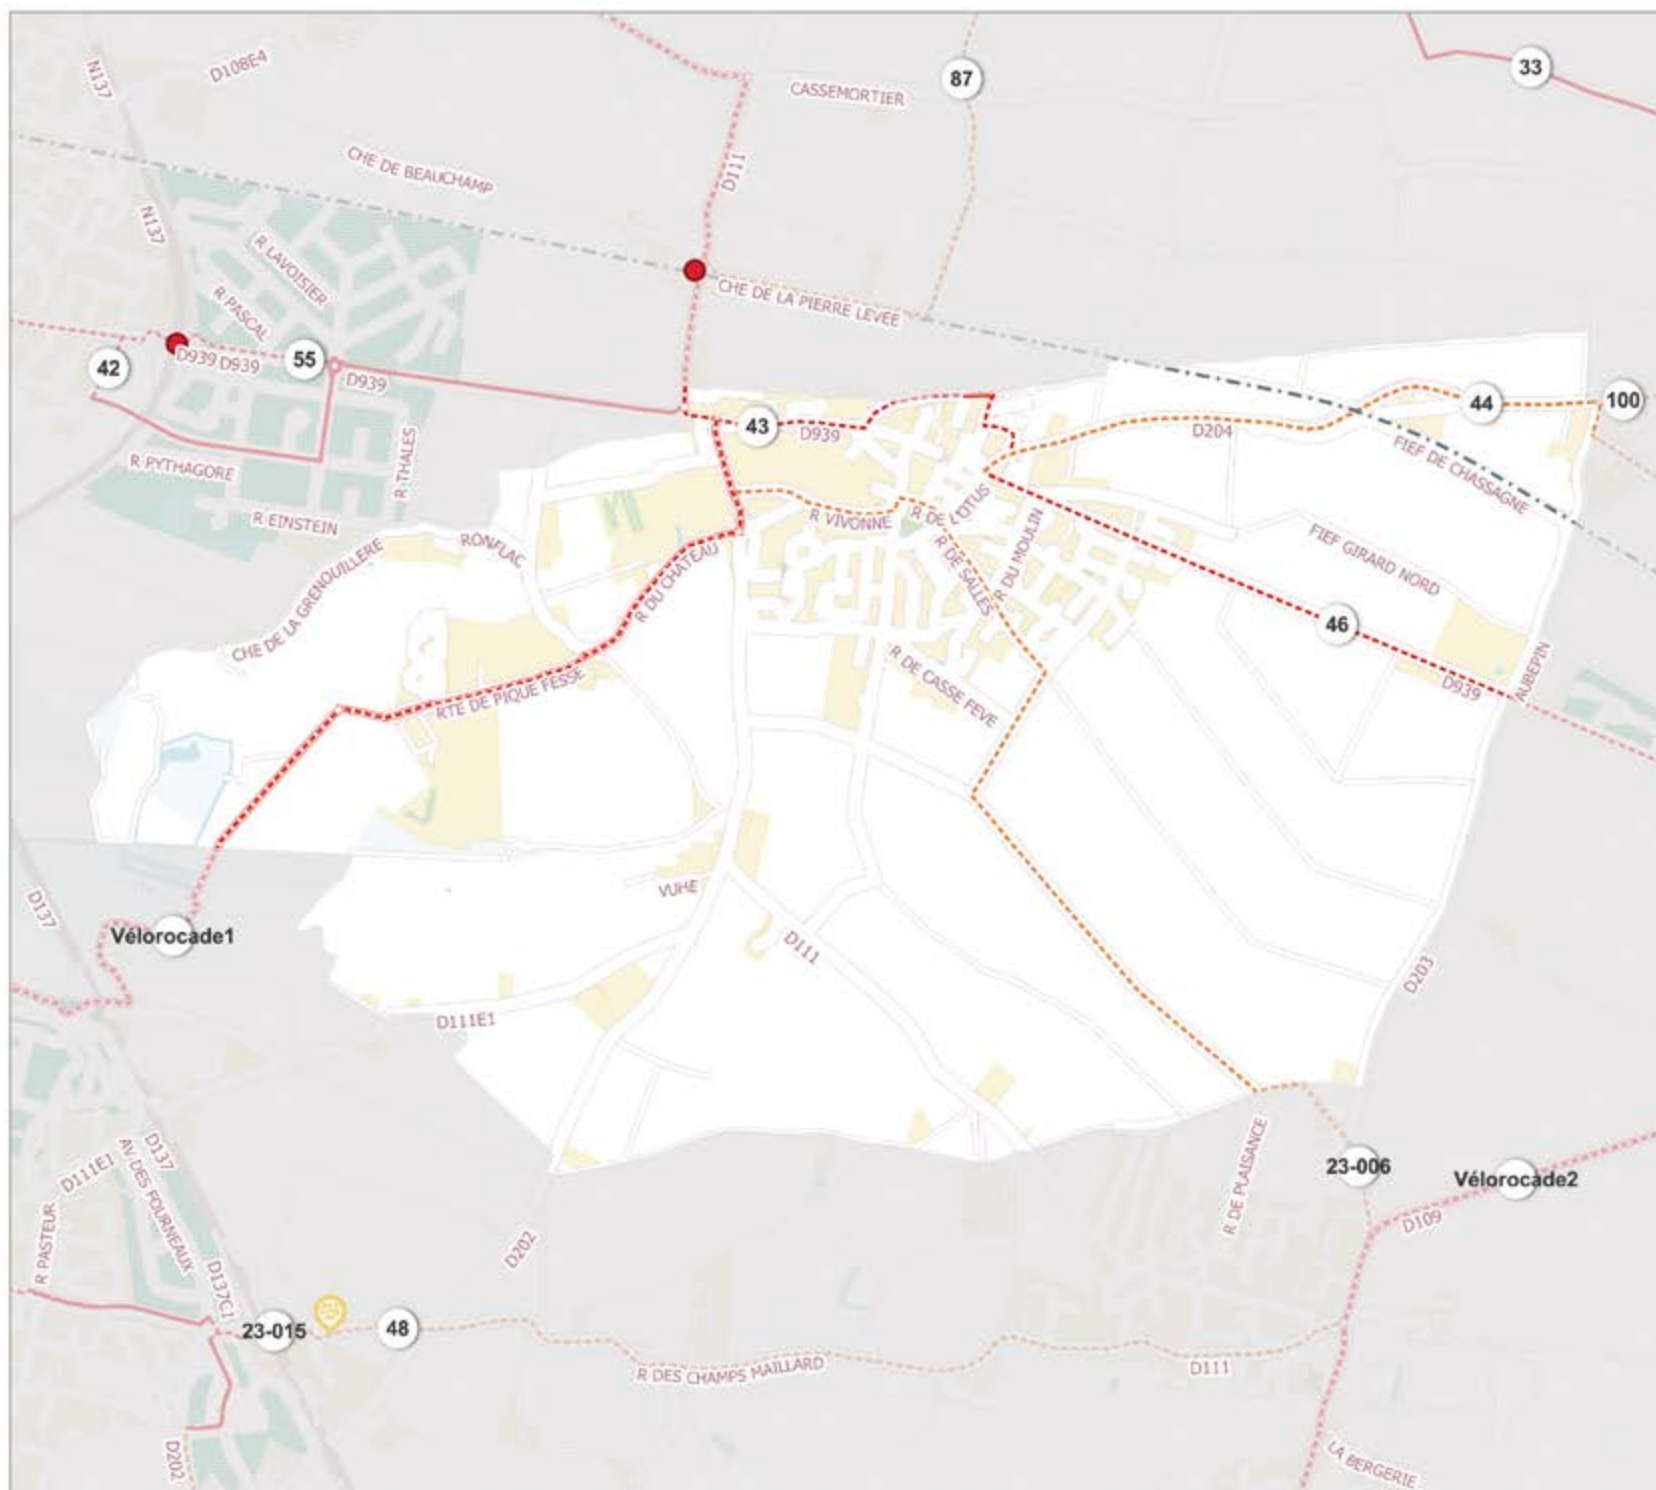 33
87
D108E4
N137
CASSEMORTIER
CHE DE BEAUCHAMP
D111
N137
R LAVOISIER
CHE DE LA PIERRE LEVEE
R PASCAL
D939 D939
55
42
D939
100
44
43
D939
D204
R PYTHAGORE
R THALES
FIEF DE CHASSAGNE
R VIVONNE
R DE L'OTUS
R EINSTEIN
R DU MOULIN
RONFLAC
FIEF GIRARD NORD
CHE DE LA GRENOUILLERE
R DU CHATEAU
R DE SALLES
46
RTE DE PIQUE FESSE
R DE CASSE FEVE
D939
AUBEPIN
VUHE
D137
Vélorocade1
D111
D203
D111E1
D137
D111E1
AV DES FOURNEAUX
R DE PLAISANCE
23-006
Vélorocade2
R PASTEUR
D109
D202
D137C1
23-015
48
R DES CHAMPS MAILLARD
D111
D202
LA BERGERIE